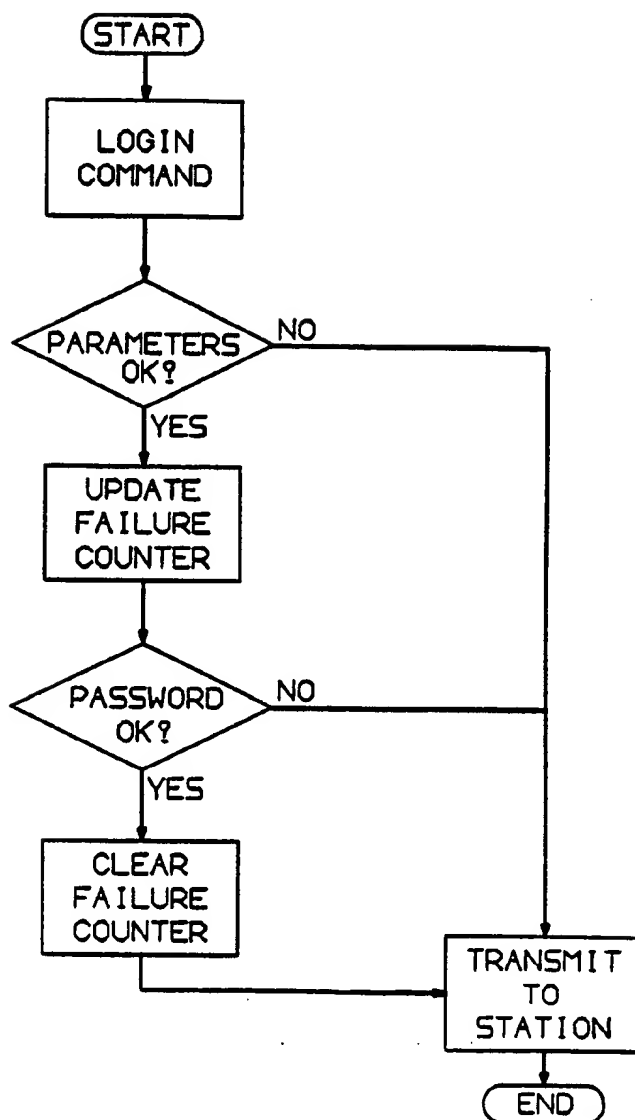 START
LOGIN
COMMAND
PARAMETERS
OK?
NO
YES
UPDATE
FAILURE
COUNTER
PASSWORD
OK?
NO
YES
CLEAR
FAILURE
COUNTER
TRANSMIT
TO
STATION
END